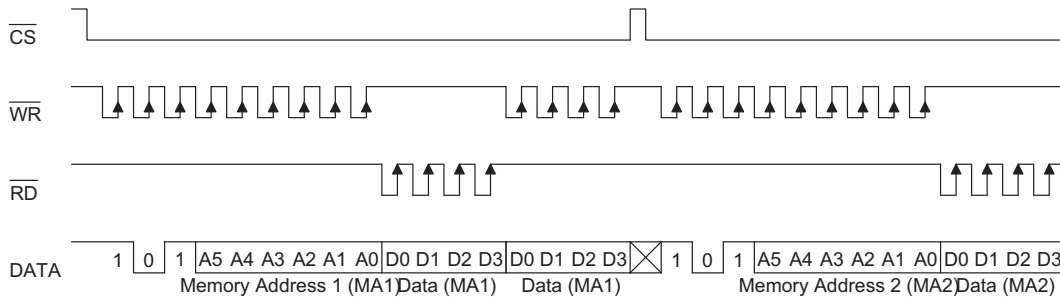 CS
WR
RD
DATA 1 0 1 A5 A4 A3 A2 A1 A0 D0 D1 D2 D3 D0 D1 D2 D3 1 0 1 A5 A4 A3 A2 A1 A0 D0 D1 D2 D3
Memory Address 1 (MA1) Data (MA1) Data (MA1) Memory Address 2 (MA2) Data (MA2)